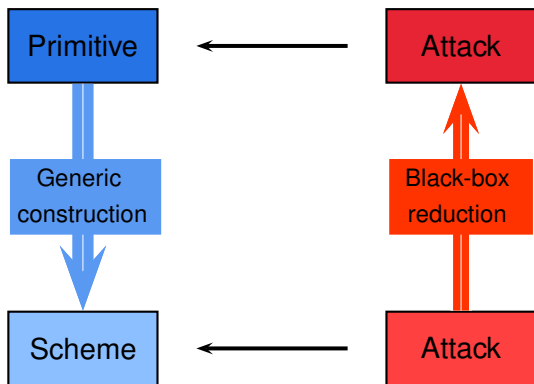 Primitive
Attack
Generic
construction
Black-box
reduction
Scheme
Attack